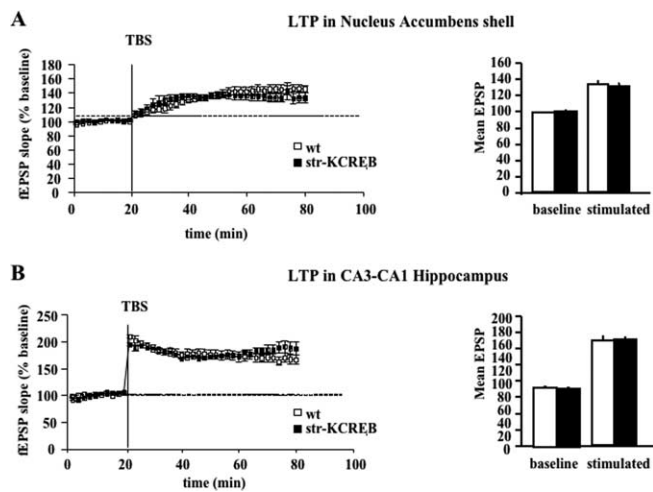 A
LTP in Nucleus Accumbens shell
TBS
fEPSP slope (% baseline)
200
180
160
140
120
100
80
60
40
20
0
0 20 40 60 80 100
time (min)
wt
str-KCREB
Mean EPSP
160
140
120
100
80
60
40
20
0
baseline stimulated
B
LTP in CA3-CA1 Hippocampus
TBS
fEPSP slope (% baseline)
250
200
150
100
50
0
0 20 40 60 80 100
time (min)
wt
str-KCREB
Mean EPSP
200
180
160
140
120
100
80
60
40
20
0
baseline stimulated